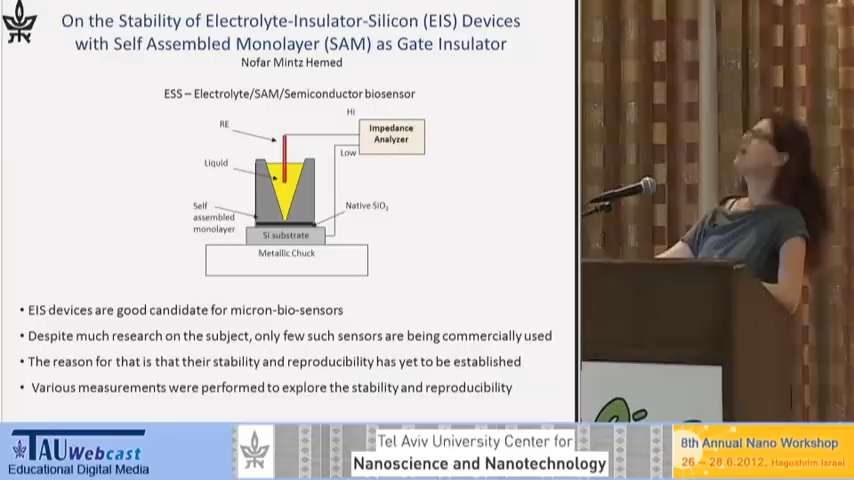 On the Stability of Electrolyte-Insulator-Silicon (EIS) Devices
with Self Assembled Monolayer (SAM) as Gate Insulator
Nofar Mintz Hemed
ESS – Electrolyte/SAM/Semiconductor biosensor
Hi
RE
Impedance
Analyzer
Low
Liquid
Self
assembled
monolayer
Native SiO₂
Si substrate
Metallic Chuck
• EIS devices are good candidate for micron-bio-sensors
• Despite much research on the subject, only few such sensors are being commercially used
• The reason for that is that their stability and reproducibility has yet to be established
• Various measurements were performed to explore the stability and reproducibility
TAU Webcast
Educational Digital Media
Tel Aviv University Center for
Nanoscience and Nanotechnology
8th Annual Nano Workshop
26 – 28.6.2012, Hagoshrim Israel